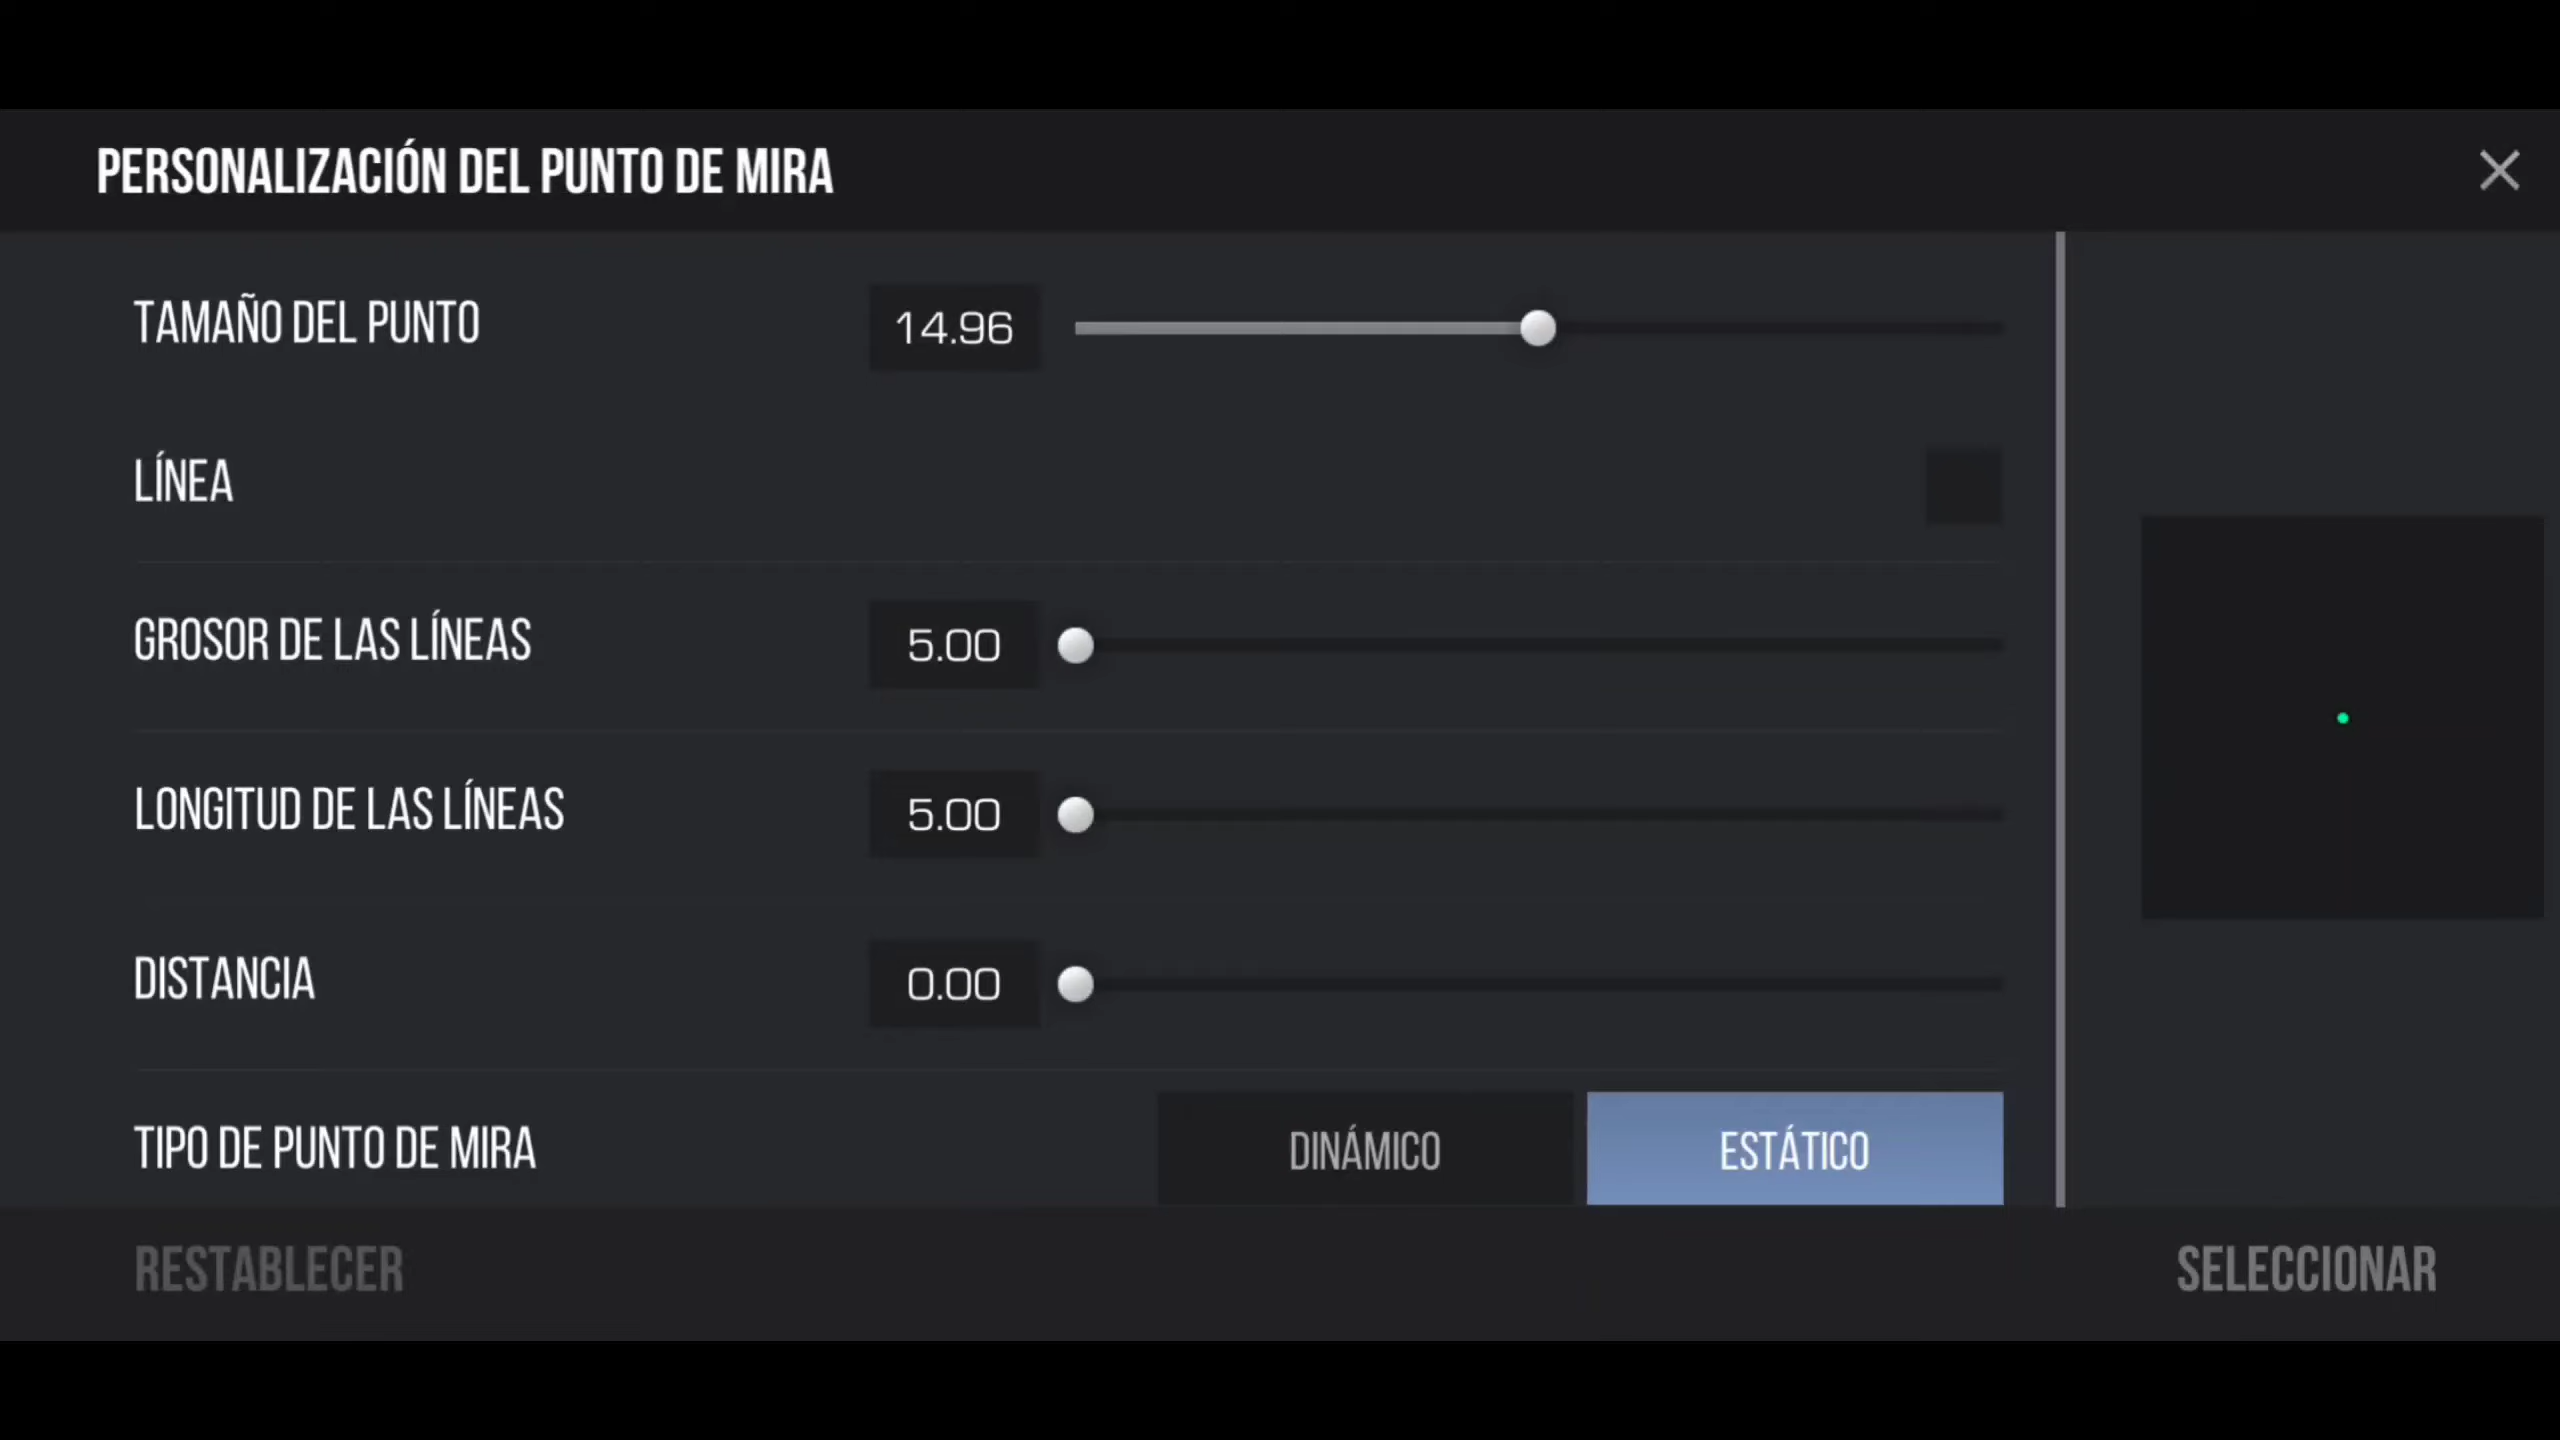 PERSONALIZACIÓN DEL PUNTO DE MIRA
TAMAÑO DEL PUNTO 14.96
LÍNEA
GROSOR DE LAS LÍNEAS 5.00
LONGITUD DE LAS LÍNEAS 5.00
DISTANCIA 0.00
TIPO DE PUNTO DE MIRA DINÁMICO ESTÁTICO
RESTABLECER SELECCIONAR